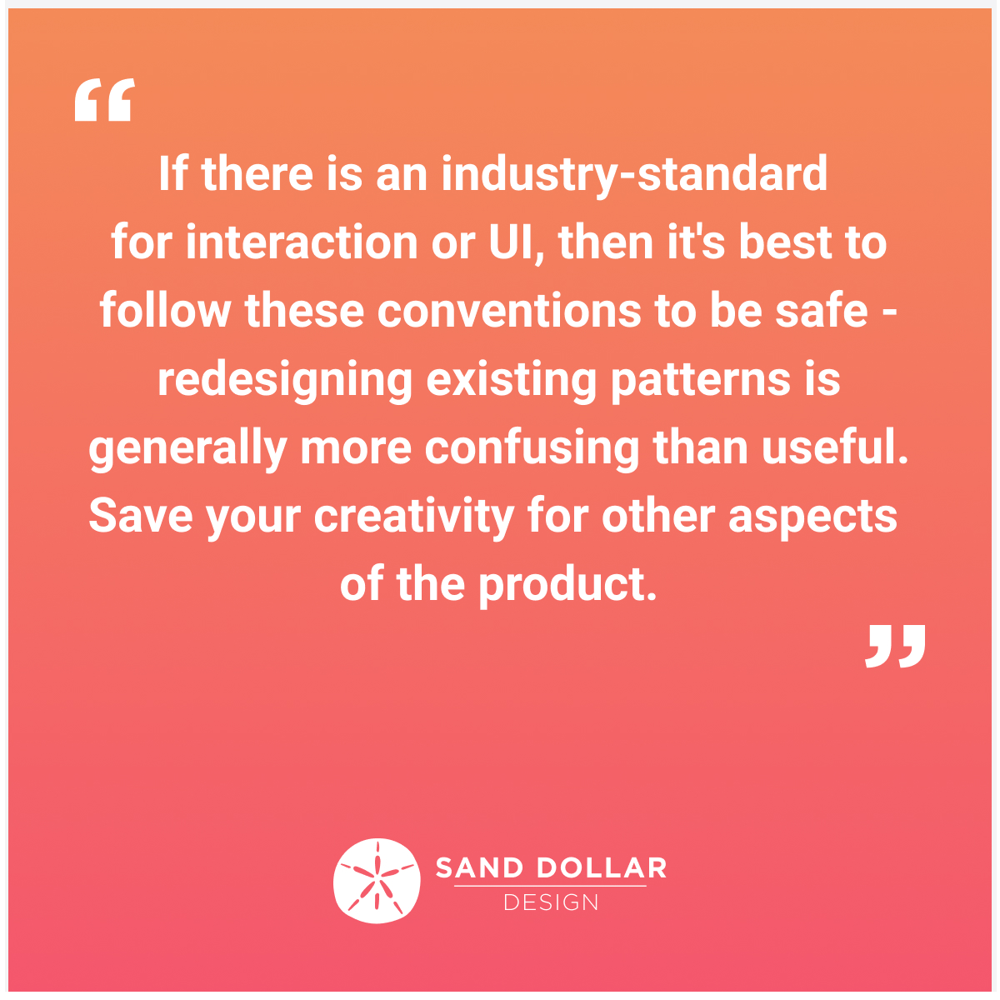 “
If there is an industry-standard
for interaction or UI, then it's best to
follow these conventions to be safe -
redesigning existing patterns is
generally more confusing than useful.
Save your creativity for other aspects
of the product.
”
SAND DOLLAR
DESIGN